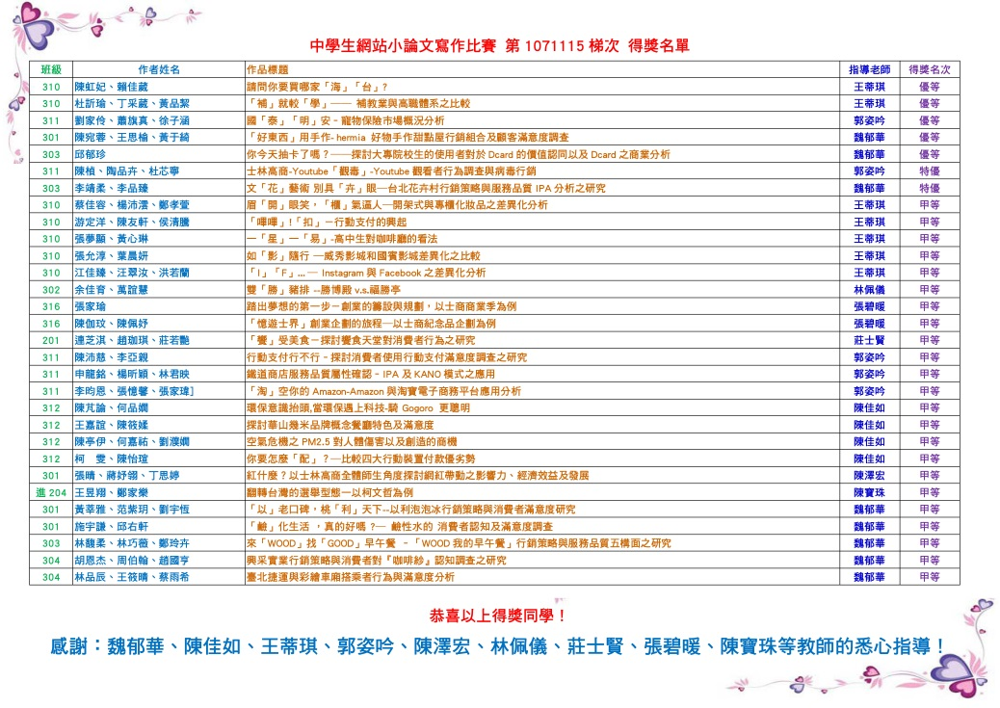 中學生網站小論文寫作比賽 第 1071115 梯次 得獎名單
班級 作者姓名 作品標題 指導老師 得獎名次
310 陳虹妃、賴佳葳 請問你要買哪家「海」「台」? 王蒂琪 優等
310 杜訢瑜、丁采葳、黃品絜 「補」就較「學」── 補教業與高職體系之比較 王蒂琪 優等
311 劉家伶、蕭旗真、徐子涵 國「泰」「明」安－寵物保險市場概況分析 郭姿吟 優等
301 陳宛蓉、王思榆、黃于綺 「好東西」用手作- hermia 好物手作甜點屋行銷組合及顧客滿意度調查 魏郁華 優等
303 邱郁珍 你今天抽卡了嗎？──探討大專院校生的使用者對於 Dcard 的價值認同以及 Dcard 之商業分析 魏郁華 優等
311 陳楨、陶品卉、杜芯寧 士林高商-Youtube「觀毒」-Youtube 觀看者行為調查與病毒行銷 郭姿吟 特優
303 李靖柔、李品臻 文「花」藝術 別具「卉」眼─台北花卉村行銷策略與服務品質 IPA 分析之研究 魏郁華 特優
310 蔡佳容、楊沛澐、鄭孝萱 眉「開」眼笑，「櫃」氣逼人─開架式與專櫃化妝品之差異化分析 王蒂琪 甲等
310 游定洋、陳友軒、侯清騰 「嗶嗶」!「扣」－行動支付的興起 王蒂琪 甲等
310 張夢顯、黃心琳 一「星」一「易」-高中生對咖啡廳的看法 王蒂琪 甲等
310 張允淳、葉晨妍 如「影」隨行 ─威秀影城和國賓影城差異化之比較 王蒂琪 甲等
310 江佳臻、汪翠汝、洪若蘭 「I」「F」...─ Instagram 與 Facebook 之差異化分析 王蒂琪 甲等
302 余佳育、萬誼慧 雙「勝」豬排 --勝博殿 v.s.福勝亭 林佩儀 甲等
316 張家瑜 踏出夢想的第一步－創業的籌設與規劃，以士商商業季為例 張碧暖 甲等
316 陳伽玟、陳佩妤 「憶遊士界」創業企劃的旅程─以士商紀念品企劃為例 張碧暖 甲等
201 連芝淇、趙珈琪、莊若艷 「饗」受美食－探討饗食天堂對消費者行為之研究 莊士賢 甲等
311 陳沛慈、李亞親 行動支付行不行－探討消費者使用行動支付滿意度調查之研究 郭姿吟 甲等
311 申龍銘、楊昕穎、林君映 鐵道商店服務品質屬性確認－IPA 及 KANO 模式之應用 郭姿吟 甲等
311 李昀恩、張憶馨、張家瑋] 「淘」空你的 Amazon-Amazon 與淘寶電子商務平台應用分析 郭姿吟 甲等
312 陳芃諭、何品嫺 環保意識抬頭,當環保遇上科技-騎 Gogoro 更聰明 陳佳如 甲等
312 王嘉誼、陳筱媃 探討華山幾米品牌概念餐廳特色及滿意度 陳佳如 甲等
312 陳亭伊、何嘉祐、劉濮嫻 空氣危機之 PM2.5 對人體傷害以及創造的商機 陳佳如 甲等
312 柯 雯、陳怡瑄 你要怎麼「配」？─比較四大行動裝置付款優劣勢 陳佳如 甲等
301 張晴、蔣妤翎、丁思婷 紅什麼？以士林高商全體師生角度探討網紅帶動之影響力、經濟效益及發展 陳澤宏 甲等
進 204 王昱翔、鄭家樂 翻轉台灣的選舉型態－以柯文哲為例 陳寶珠 甲等
301 黃莘雅、范紫玥、劉宇恆 「以」老口碑，桃「利」天下--以利泡泡冰行銷策略與消費者滿意度研究 魏郁華 甲等
301 施宇謙、邱右軒 「鹼」化生活 ，真的好嗎 ?─ 鹼性水的 消費者認知及滿意度調查 魏郁華 甲等
303 林馥柔、林巧薇、鄭玲卉 來「WOOD」找「GOOD」早午餐 –「WOOD 我的早午餐」行銷策略與服務品質五構面之研究 魏郁華 甲等
304 胡恩杰、周伯翰、趙國亨 興采實業行銷策略與消費者對『咖啡紗』認知調查之研究 魏郁華 甲等
304 林品辰、王筱晴、蔡雨希 臺北捷運與彩繪車廂搭乘者行為與滿意度分析 魏郁華 甲等
恭喜以上得獎同學！
感謝：魏郁華、陳佳如、王蒂琪、郭姿吟、陳澤宏、林佩儀、莊士賢、張碧暖、陳寶珠等教師的悉心指導！